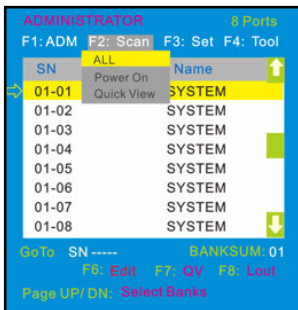 ADMINISTRATOR 8 Ports
F1: ADM F2: Scan F3: Set F4: Tool
SN Name
ALL
Power On
Quick View
01-01 SYSTEM
01-02 SYSTEM
01-03 SYSTEM
01-04 SYSTEM
01-05 SYSTEM
01-06 SYSTEM
01-07 SYSTEM
01-08 SYSTEM
GoTo SN ----- BANKSUM: 01
F6: Edit F7: QV F8: Lout
Page UP/ DN: Select Banks